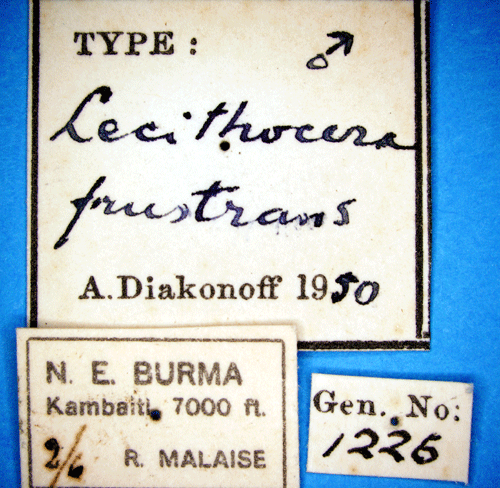 TYPE: ♂
Lecithocera
frustrans
A. Diakonoff 1950
N. E. BURMA
Kambaiti. 7000 ft.
2/6 R. MALAISE
Gen. No:
1226